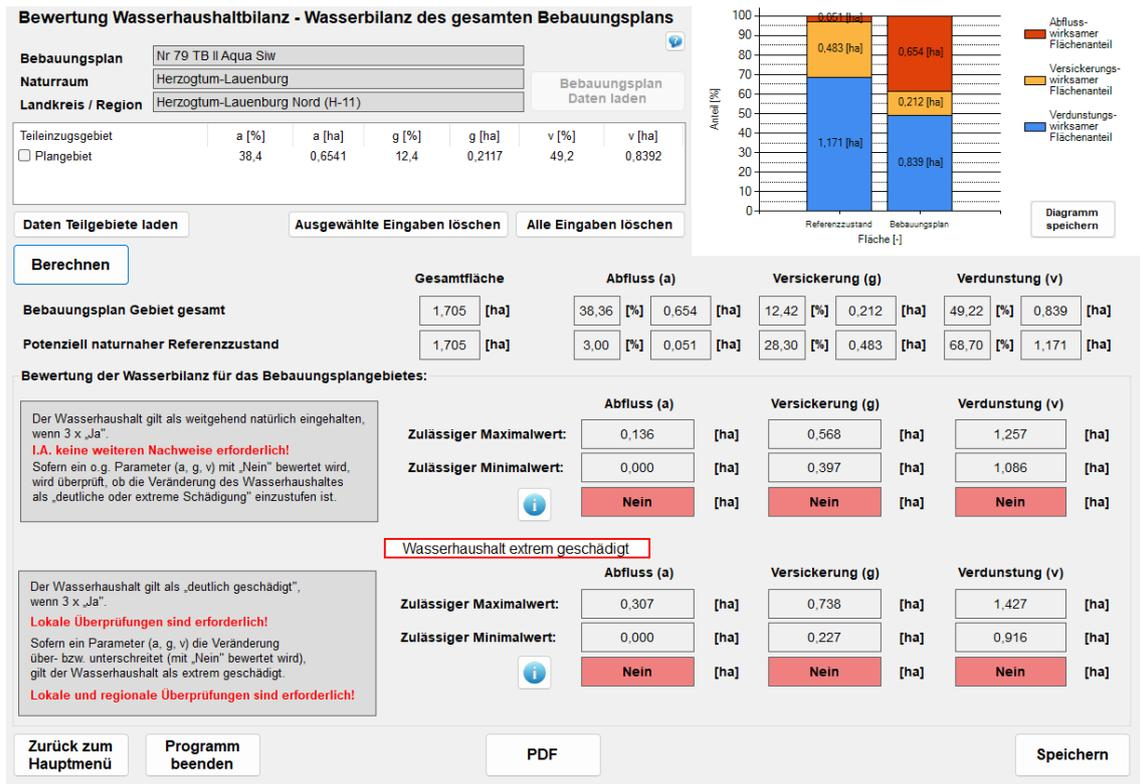 Bewertung Wasserhaushaltbilanz - Wasserbilanz des gesamten Bebauungsplans
Bebauungsplan Nr 79 TB II Aqua Siw
Naturraum Herzogtum-Lauenburg
Landkreis / Region Herzogtum-Lauenburg Nord (H-11)
Bebauungsplan
Daten laden
Teileinzugsgebiet a [%] a [ha] g [%] g [ha] v [%] v [ha]
Plangebiet 38,4 0,6541 12,4 0,2117 49,2 0,8392
Daten Teilgebiete laden Ausgewählte Eingaben löschen Alle Eingaben löschen
Anteil [%]
100
90
80
70
60
50
40
30
20
10
0
0,051 [ha]
0,483 [ha]
1,171 [ha]
0,654 [ha]
0,212 [ha]
0,839 [ha]
Referenzzustand Bebauungsplan
Fläche [-]
Abfluss-
wirksamer
Flächenanteil
Versickerungs-
wirksamer
Flächenanteil
Verdunstungs-
wirksamer
Flächenanteil
Diagramm
speichern
Berechnen
Gesamtfläche Abfluss (a) Versickerung (g) Verdunstung (v)
Bebauungsplan Gebiet gesamt 1,705 [ha] 38,36 [%] 0,654 [ha] 12,42 [%] 0,212 [ha] 49,22 [%] 0,839 [ha]
Potenziell naturnaher Referenzzustand 1,705 [ha] 3,00 [%] 0,051 [ha] 28,30 [%] 0,483 [ha] 68,70 [%] 1,171 [ha]
Bewertung der Wasserbilanz für das Bebauungsplangebietes:
Der Wasserhaushalt gilt als weitgehend natürlich eingehalten,
wenn 3 x „Ja".
I.A. keine weiteren Nachweise erforderlich!
Sofern ein o.g. Parameter (a, g, v) mit „Nein" bewertet wird,
wird überprüft, ob die Veränderung des Wasserhaushaltes
als „deutliche oder extreme Schädigung" einzustufen ist.
Abfluss (a) Versickerung (g) Verdunstung (v)
Zulässiger Maximalwert: 0,136 [ha] 0,568 [ha] 1,257 [ha]
Zulässiger Minimalwert: 0,000 [ha] 0,397 [ha] 1,086 [ha]
Nein [ha] Nein [ha] Nein [ha]
Wasserhaushalt extrem geschädigt
Der Wasserhaushalt gilt als „deutlich geschädigt",
wenn 3 x „Ja".
Lokale Überprüfungen sind erforderlich!
Sofern ein Parameter (a, g, v) die Veränderung
über- bzw. unterschreitet (mit „Nein" bewertet wird),
gilt der Wasserhaushalt als extrem geschädigt.
Lokale und regionale Überprüfungen sind erforderlich!
Abfluss (a) Versickerung (g) Verdunstung (v)
Zulässiger Maximalwert: 0,307 [ha] 0,738 [ha] 1,427 [ha]
Zulässiger Minimalwert: 0,000 [ha] 0,227 [ha] 0,916 [ha]
Nein [ha] Nein [ha] Nein [ha]
Zurück zum
Hauptmenü
Programm
beenden
PDF
Speichern